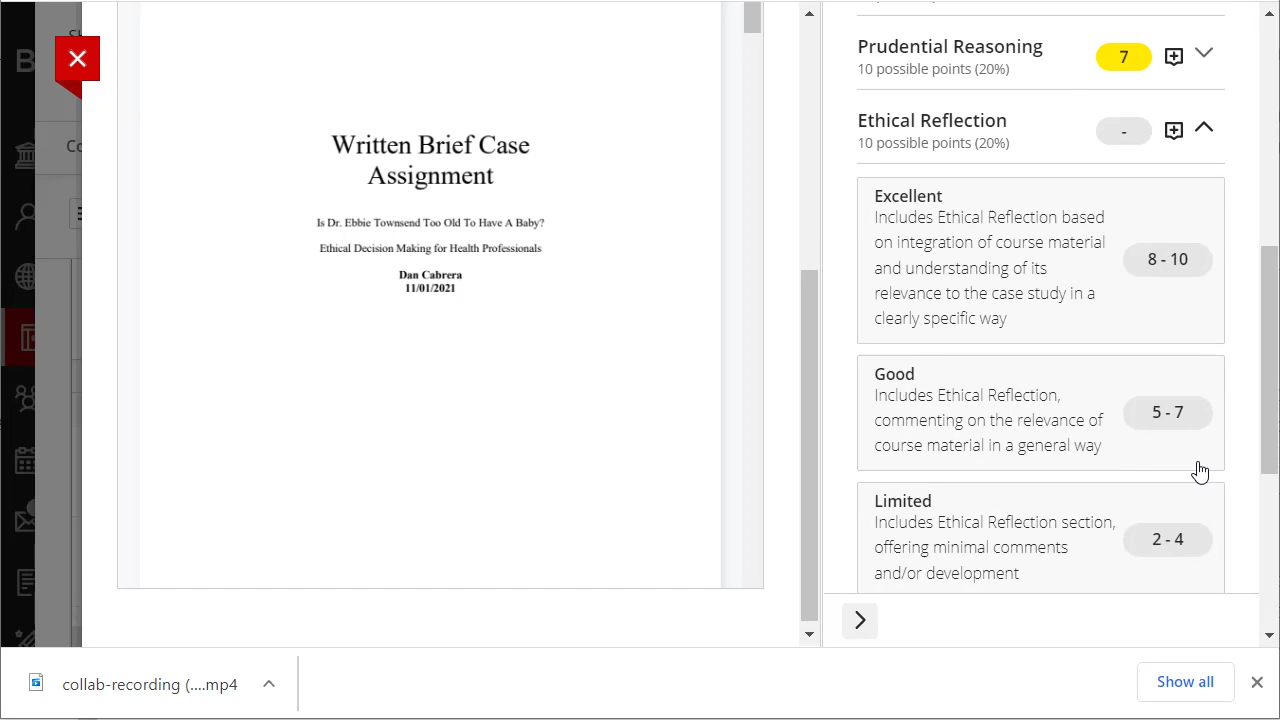 B
Co
Written Brief Case
Assignment
Is Dr. Ebbie Townsend Too Old To Have A Baby?
Ethical Decision Making for Health Professionals
Dan Cabrera
11/01/2021
Prudential Reasoning
10 possible points (20%)
7
Ethical Reflection
10 possible points (20%)
-
Excellent
Includes Ethical Reflection based
on integration of course material
and understanding of its
relevance to the case study in a
clearly specific way
8 - 10
Good
Includes Ethical Reflection,
commenting on the relevance of
course material in a general way
5 - 7
Limited
Includes Ethical Reflection section,
offering minimal comments
and/or development
2 - 4
collab-recording (....mp4
Show all